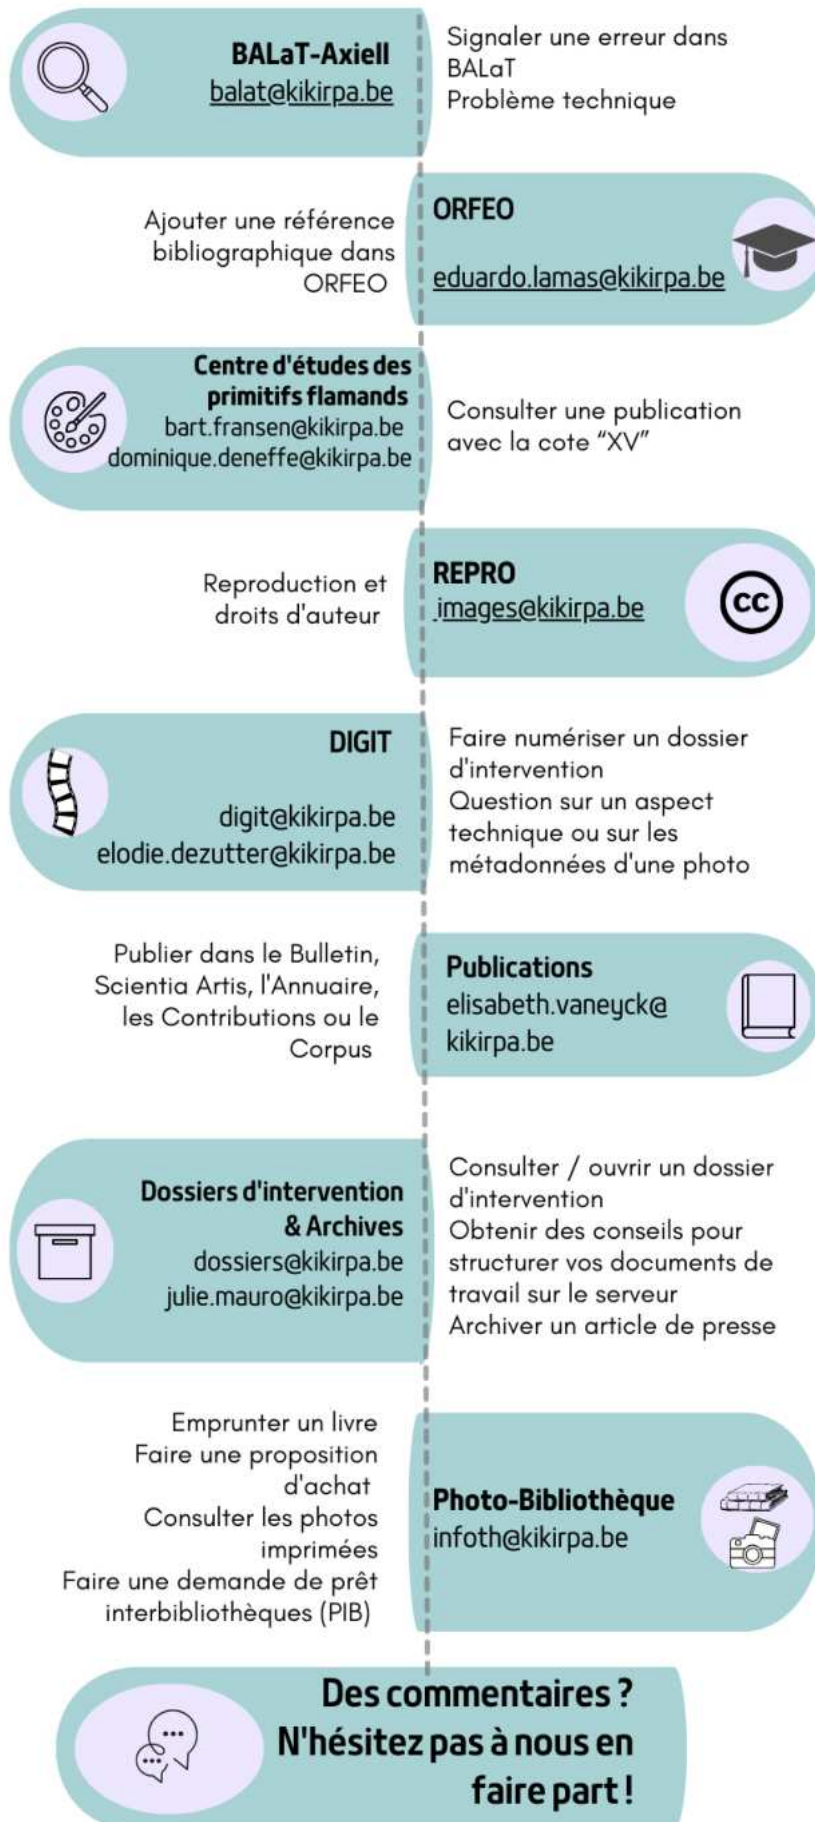 BALaT-Axiell
balat@kikirpa.be
Signaler une erreur dans
BALaT
Problème technique
Ajouter une référence
bibliographique dans
ORFEO
ORFEO
eduardo.lamas@kikirpa.be
Centre d'études des
primitifs flamands
bart.fransen@kikirpa.be
dominique.deneffe@kikirpa.be
Consulter une publication
avec la cote “XV”
Reproduction et
droits d'auteur
REPRO
images@kikirpa.be
cc
DIGIT
digit@kikirpa.be
elodie.dezutter@kikirpa.be
Faire numériser un dossier
d'intervention
Question sur un aspect
technique ou sur les
métadonnées d'une photo
Publier dans le Bulletin,
Scientia Artis, l'Annuaire,
les Contributions ou le
Corpus
Publications
elisabeth.vaneyck@
kikirpa.be
Dossiers d'intervention
& Archives
dossiers@kikirpa.be
julie.mauro@kikirpa.be
Consulter / ouvrir un dossier
d'intervention
Obtenir des conseils pour
structurer vos documents de
travail sur le serveur
Archiver un article de presse
Emprunter un livre
Faire une proposition
d'achat
Consulter les photos
imprimées
Faire une demande de prêt
interbibliothèques (PIB)
Photo-Bibliothèque
infoth@kikirpa.be
Des commentaires ?
N'hésitez pas à nous en
faire part !